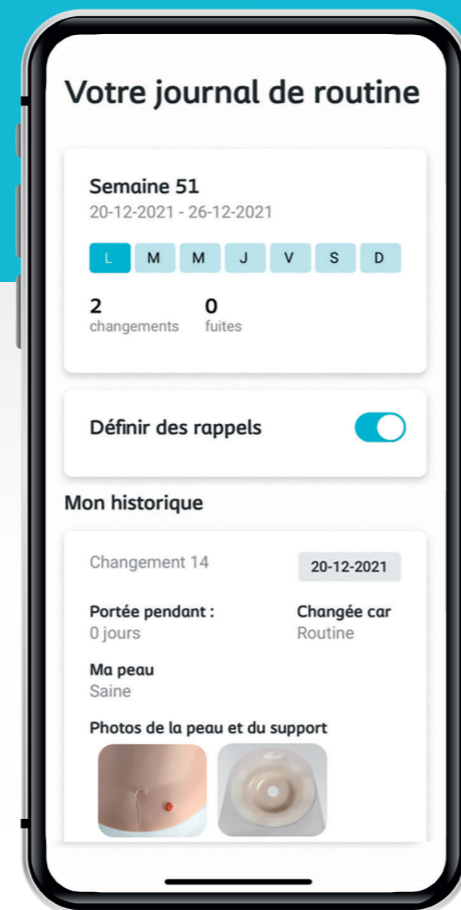 Votre journal de routine
Semaine 51
20-12-2021 - 26-12-2021
L M M J V S D
2 0
changements fuites
Définir des rappels
Mon historique
Changement 14 20-12-2021
Portée pendant : Changée car
0 jours Routine
Ma peau
Saine
Photos de la peau et du support